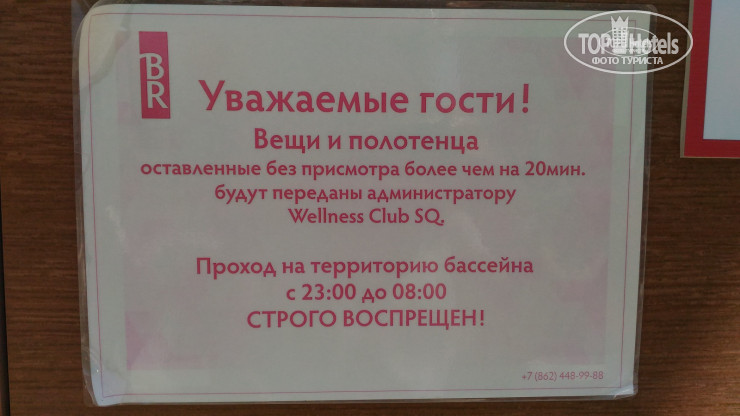 TOPHotels
ФОТО ТУРИСТА
BR
Уважаемые гости!
Вещи и полотенца
оставленные без присмотра более чем на 20мин.
будут переданы администратору
Wellness Club SQ.
Проход на территорию бассейна
с 23:00 до 08:00
СТРОГО ВОСПРЕЩЕН!
+7 (862) 448-99-88